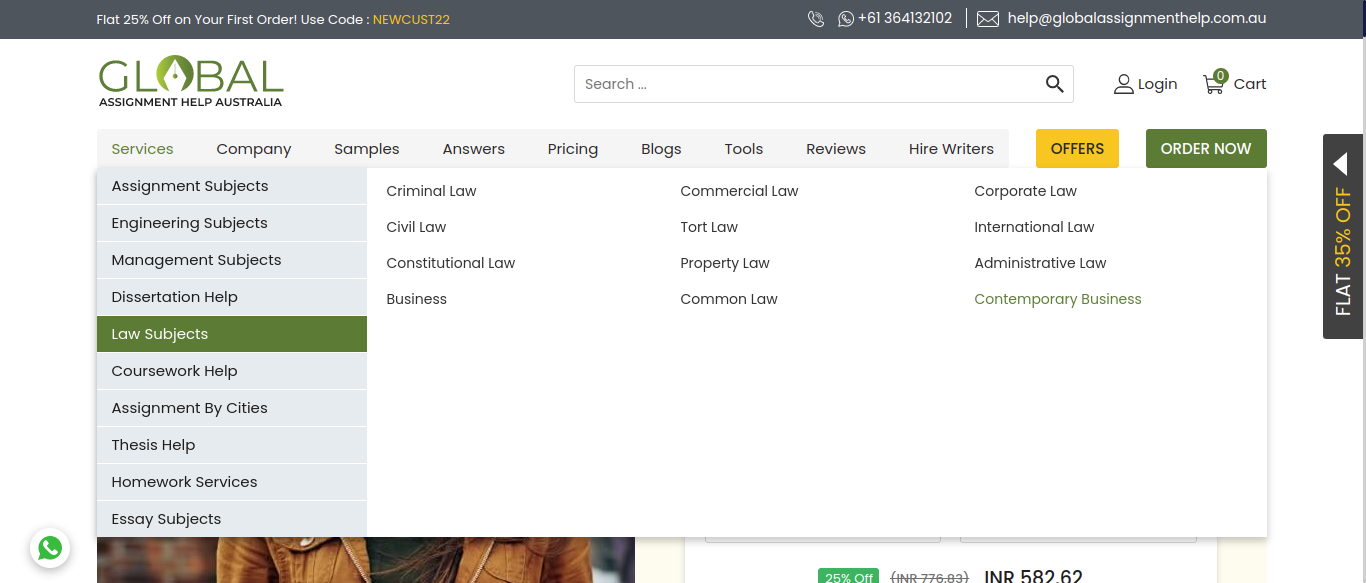 Flat 25% Off on Your First Order! Use Code : NEWCUST22
+61 364132102
help@globalassignmenthelp.com.au
GLOBAL
ASSIGNMENT HELP AUSTRALIA
Search ...
Login
0
Cart
Services Company Samples Answers Pricing Blogs Tools Reviews Hire Writers OFFERS ORDER NOW
Assignment Subjects
Engineering Subjects
Management Subjects
Dissertation Help
Law Subjects
Coursework Help
Assignment By Cities
Thesis Help
Homework Services
Essay Subjects
Criminal Law Commercial Law Corporate Law
Civil Law Tort Law International Law
Constitutional Law Property Law Administrative Law
Business Common Law Contemporary Business
FLAT 35% OFF
25% Off (INR 776.83) INR 582.62